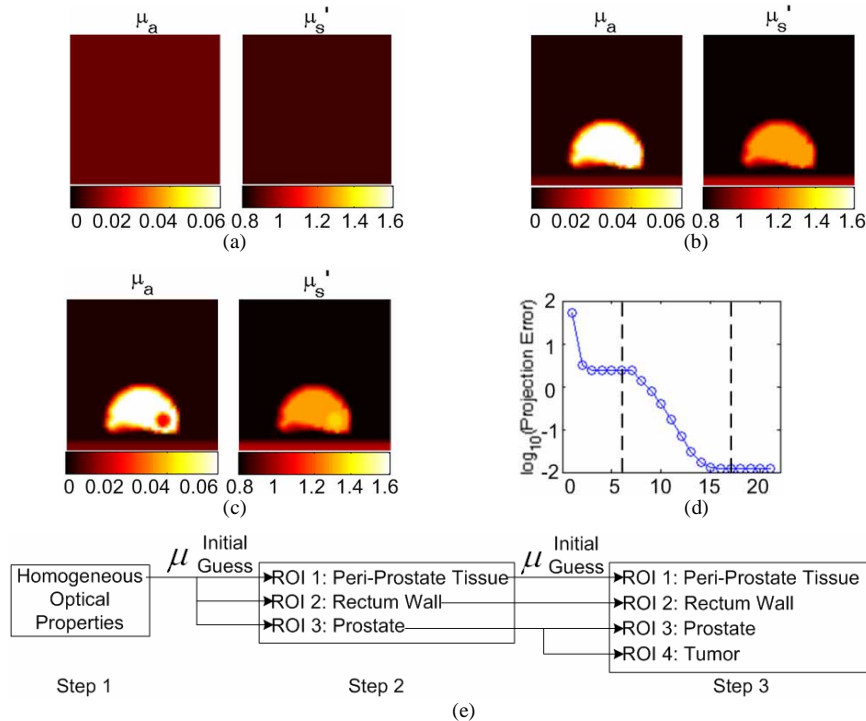 μa μs' μa μs'
0 0.02 0.04 0.06 0.8 1 1.2 1.4 1.6 0 0.02 0.04 0.06 0.8 1 1.2 1.4 1.6
(a) (b)
μa μs'
0 0.02 0.04 0.06 0.8 1 1.2 1.4 1.6
(c)
log10(Projection Error)
2
1
0
-1
-2
0 5 10 15 20
(d)
Homogeneous
Optical
Properties
Step 1
μ Initial
Guess
ROI 1: Peri-Prostate Tissue
ROI 2: Rectum Wall
ROI 3: Prostate
Step 2
μ Initial
Guess
ROI 1: Peri-Prostate Tissue
ROI 2: Rectum Wall
ROI 3: Prostate
ROI 4: Tumor
Step 3
(e)